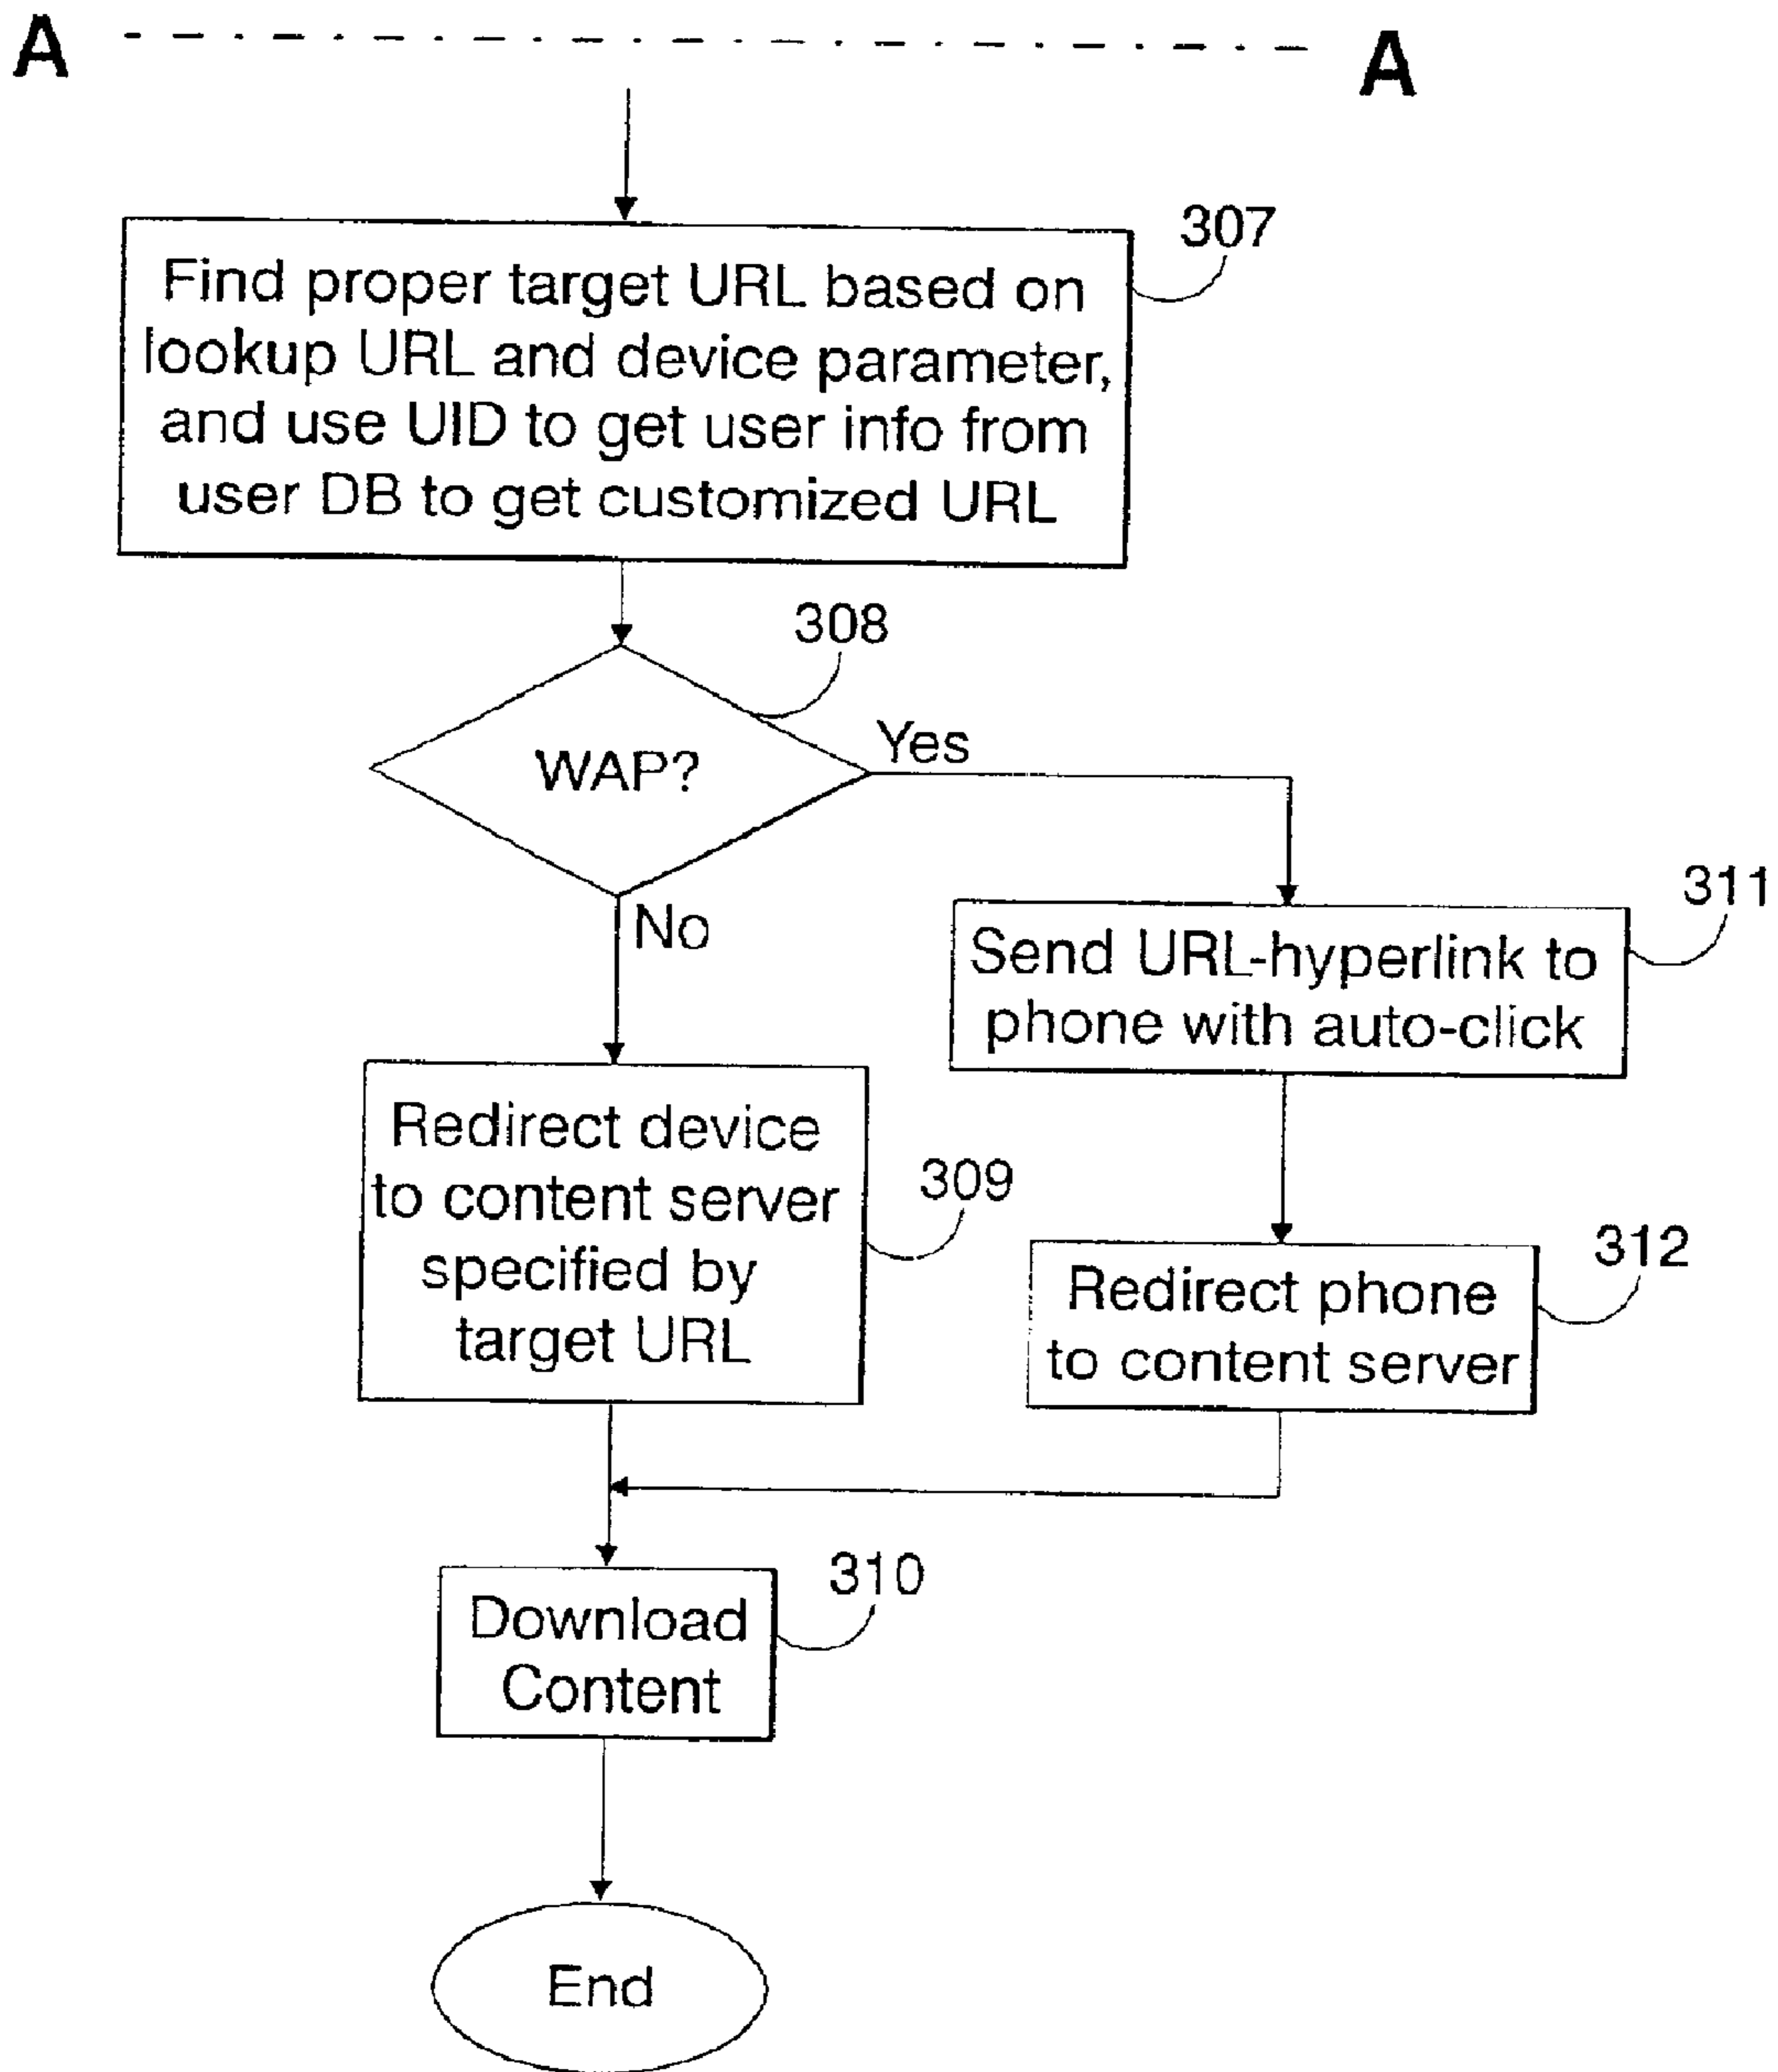 A A
307
Find proper target URL based on
lookup URL and device parameter,
and use UID to get user info from
user DB to get customized URL
308
WAP?
Yes
No
311
Send URL-hyperlink to
phone with auto-click
Redirect device
to content server
specified by
target URL
309
312
Redirect phone
to content server
310
Download
Content
End